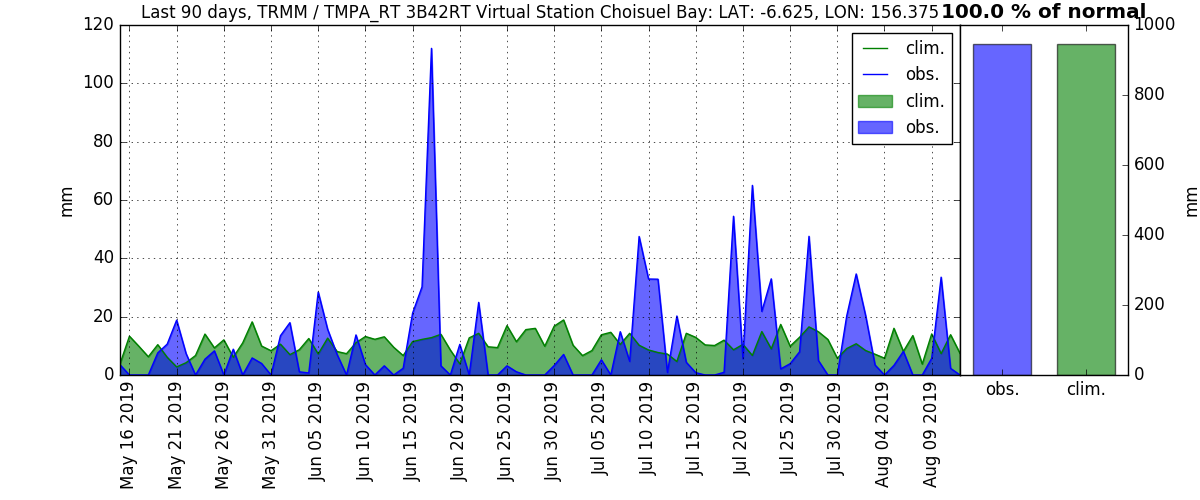 Last 90 days, TRMM / TMPA_RT 3B42RT Virtual Station Choisuel Bay: LAT: -6.625, LON: 156.375
100.0 % of normal
120
100
80
60
40
20
0
mm
clim.
obs.
clim.
obs.
May 16 2019
May 21 2019
May 26 2019
May 31 2019
Jun 05 2019
Jun 10 2019
Jun 15 2019
Jun 20 2019
Jun 25 2019
Jun 30 2019
Jul 05 2019
Jul 10 2019
Jul 15 2019
Jul 20 2019
Jul 25 2019
Jul 30 2019
Aug 04 2019
Aug 09 2019
1000
800
600
400
200
0
mm
obs.
clim.